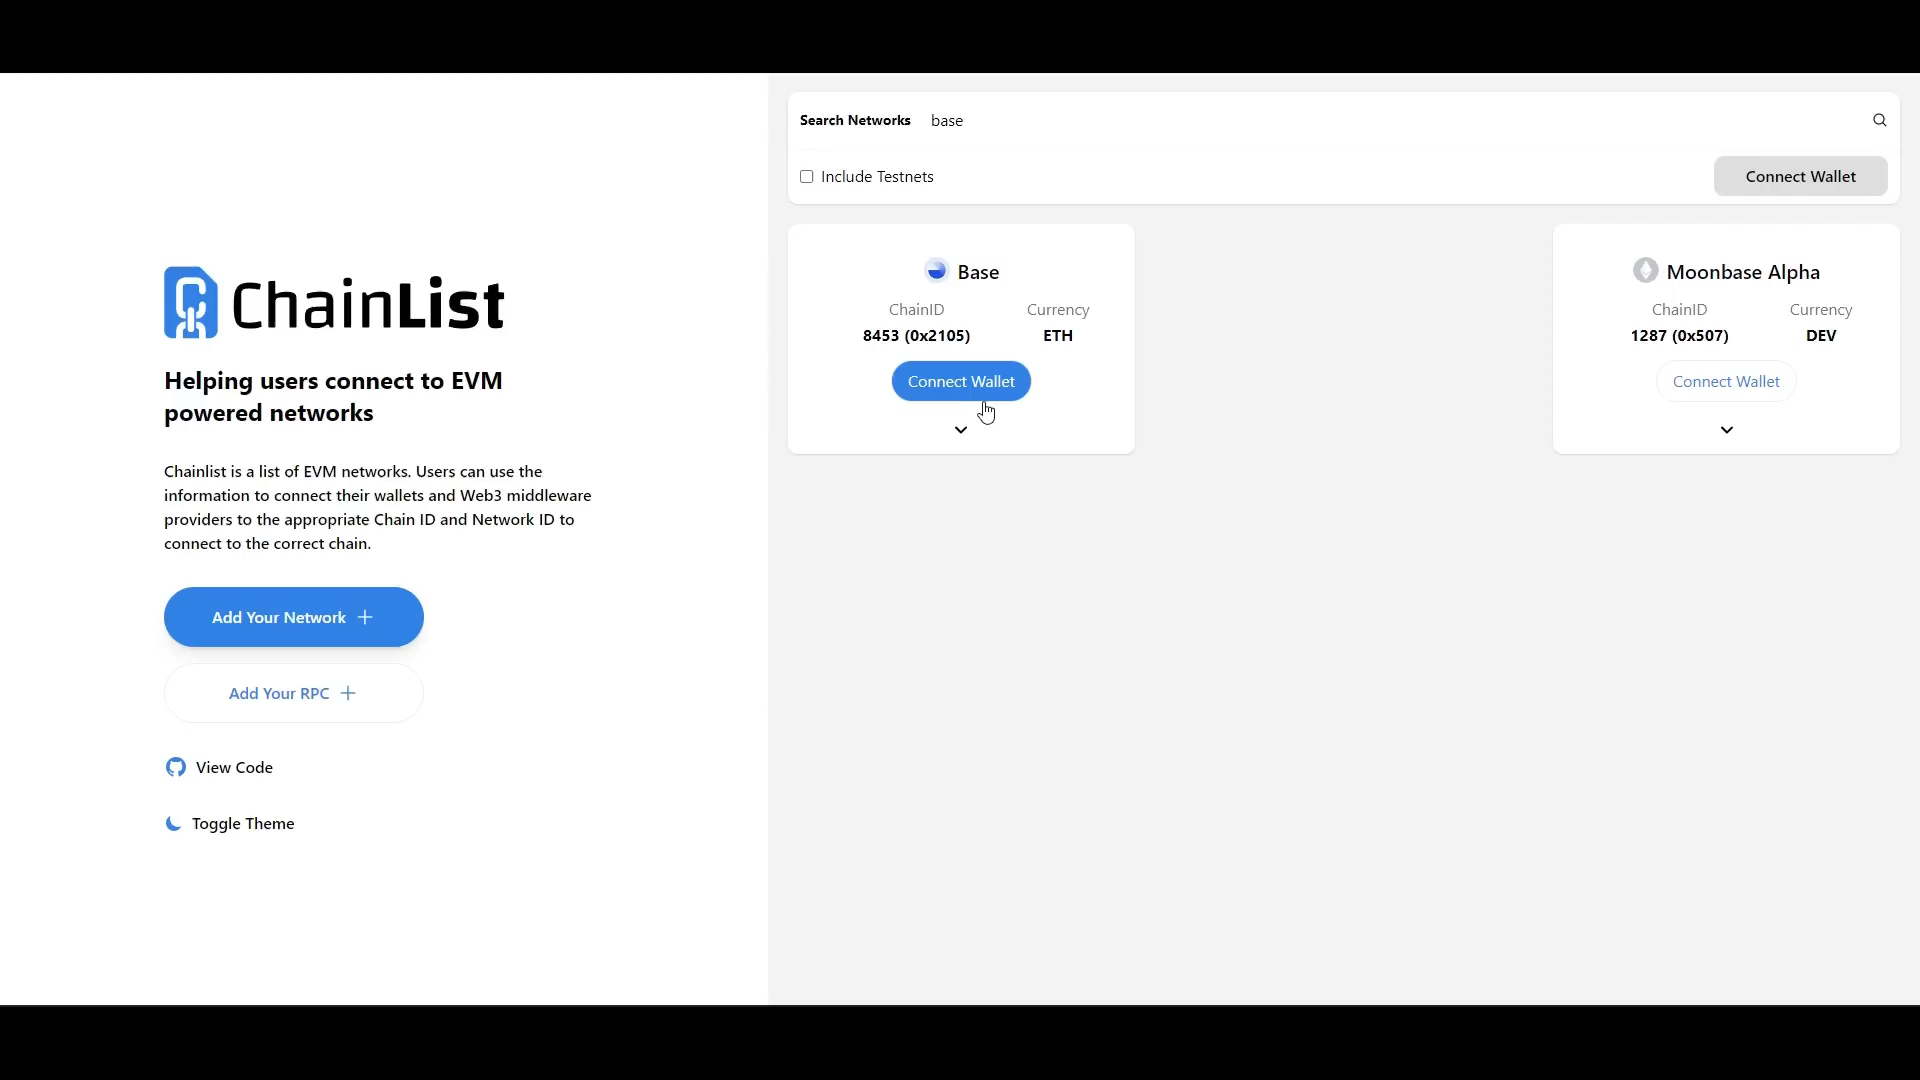 ChainList
Helping users connect to EVM
powered networks
Chainlist is a list of EVM networks. Users can use the
information to connect their wallets and Web3 middleware
providers to the appropriate Chain ID and Network ID to
connect to the correct chain.
Add Your Network
Add Your RPC
View Code
Toggle Theme
Search Networks base
Include Testnets
Connect Wallet
Base
ChainID Currency
8453 (0x2105) ETH
Connect Wallet
Moonbase Alpha
ChainID Currency
1287 (0x507) DEV
Connect Wallet